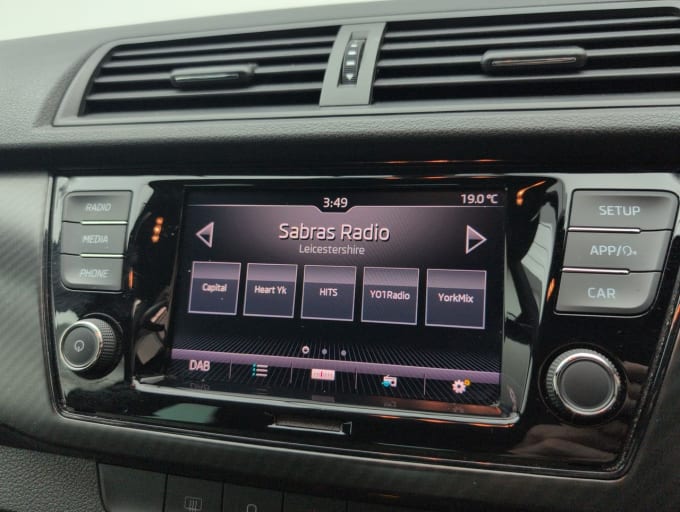 3:49
19.0 °C
RADIO
MEDIA
PHONE
Sabras Radio
Leicestershire
SETUP
APP/
CAR
Capital
Heart Yk
HITS
YO1Radio
YorkMix
DAB